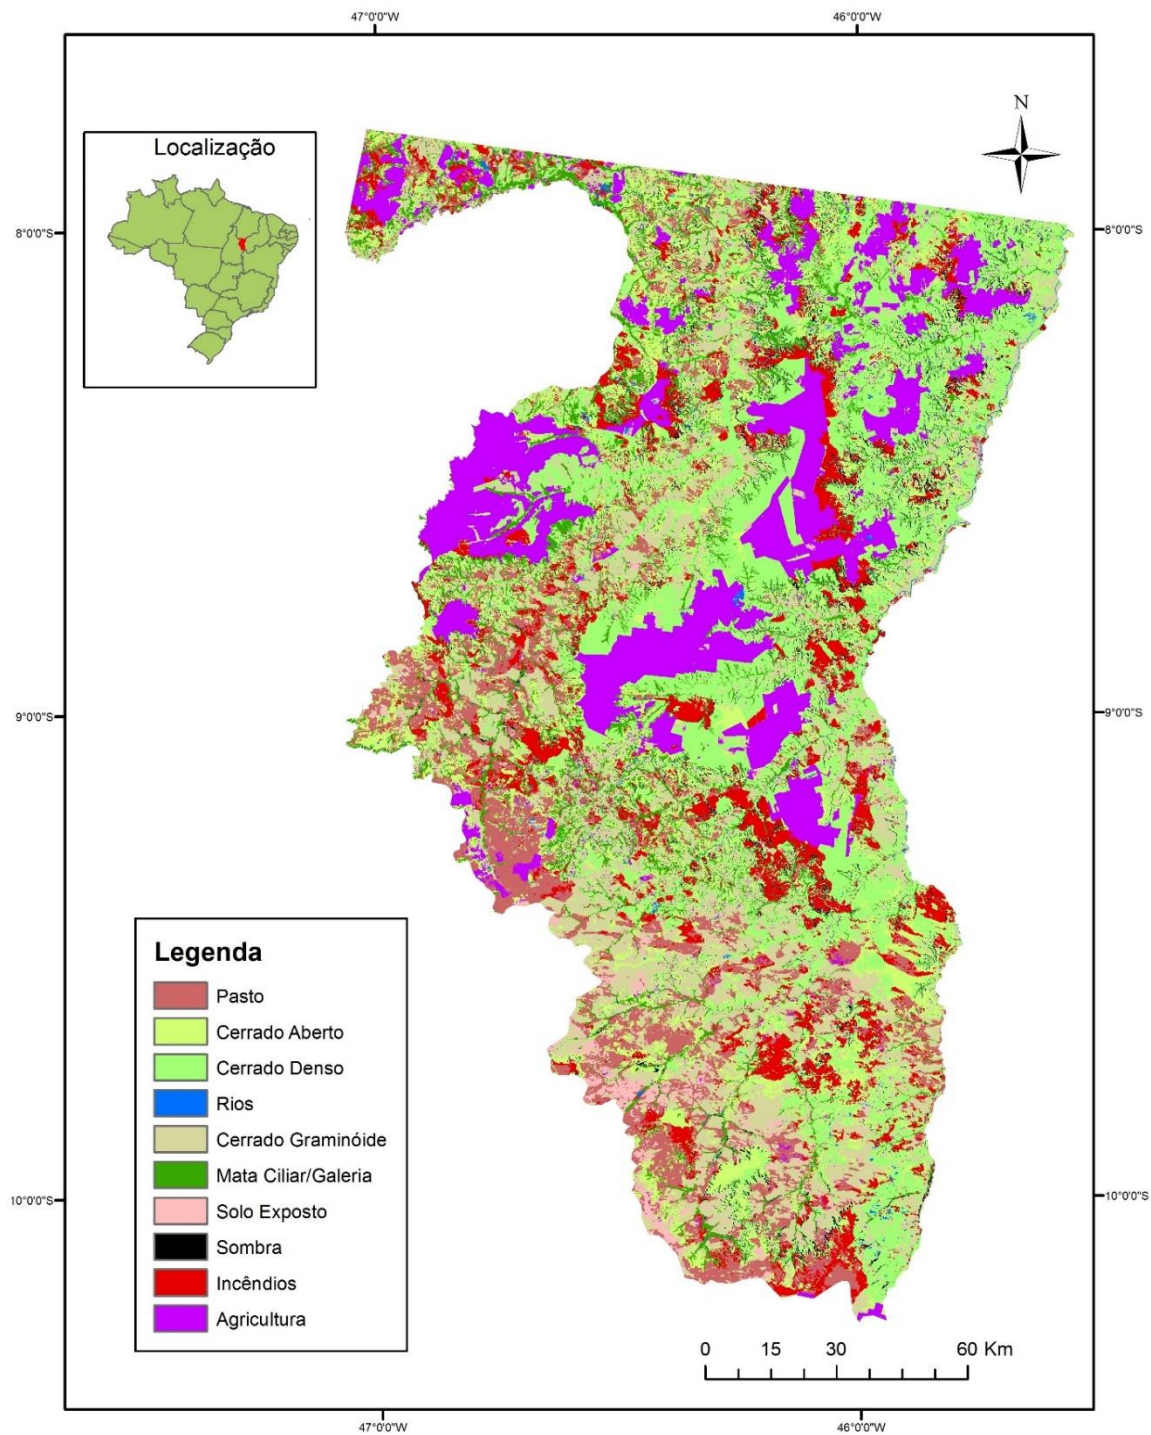 47°0'0"W
46°0'0"W
N
Localização
8°0'0"S
8°0'0"S
9°0'0"S
9°0'0"S
Legenda
Pasto
Cerrado Aberto
Cerrado Denso
Rios
Cerrado Graminóide
Mata Ciliar/Galeria
Solo Exposto
Sombra
Incêndios
Agricultura
10°0'0"S
10°0'0"S
0 15 30 60 Km
47°0'0"W
46°0'0"W